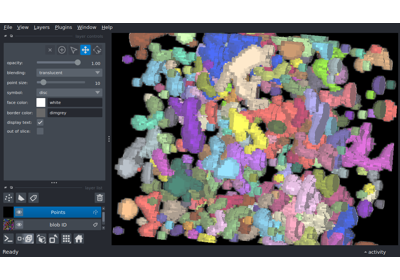 File View Layers Plugins Window Help
opacity: 1.00
blending: translucent
point size: 10
symbol: disc
face color: white
border color: dimgrey
display text:
out of slice:
Points
blob ID
Ready
activity